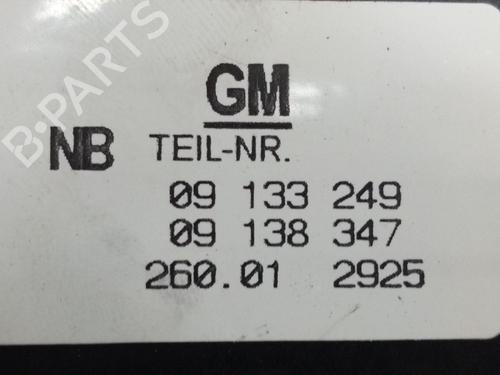 B-PARTS
GM
NB TEIL-NR.
09 133 249
09 138 347
260.01 2925